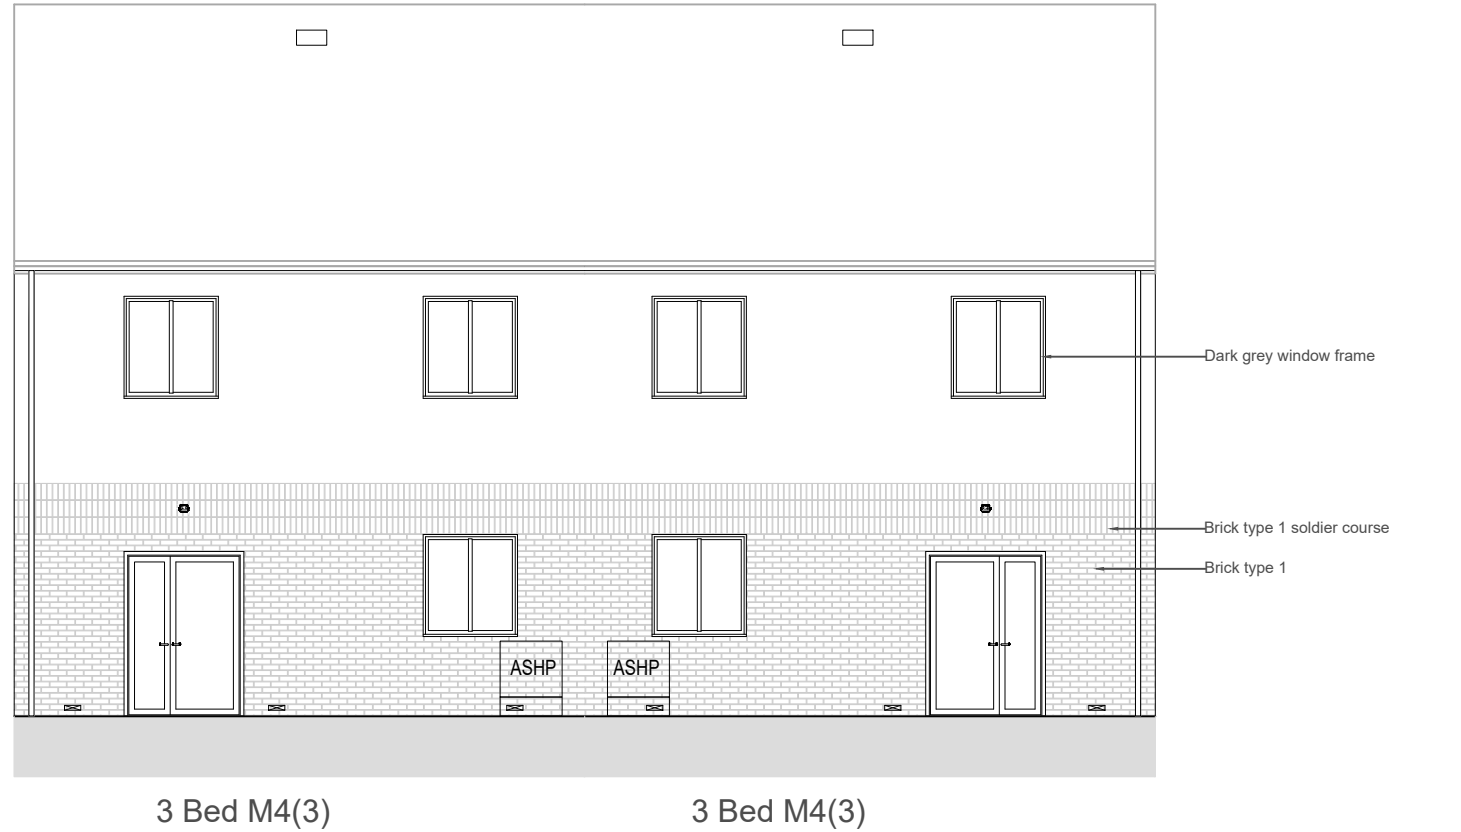 Dark grey window frame
Brick type 1 soldier course
Brick type 1
ASHP
ASHP
3 Bed M4(3)
3 Bed M4(3)